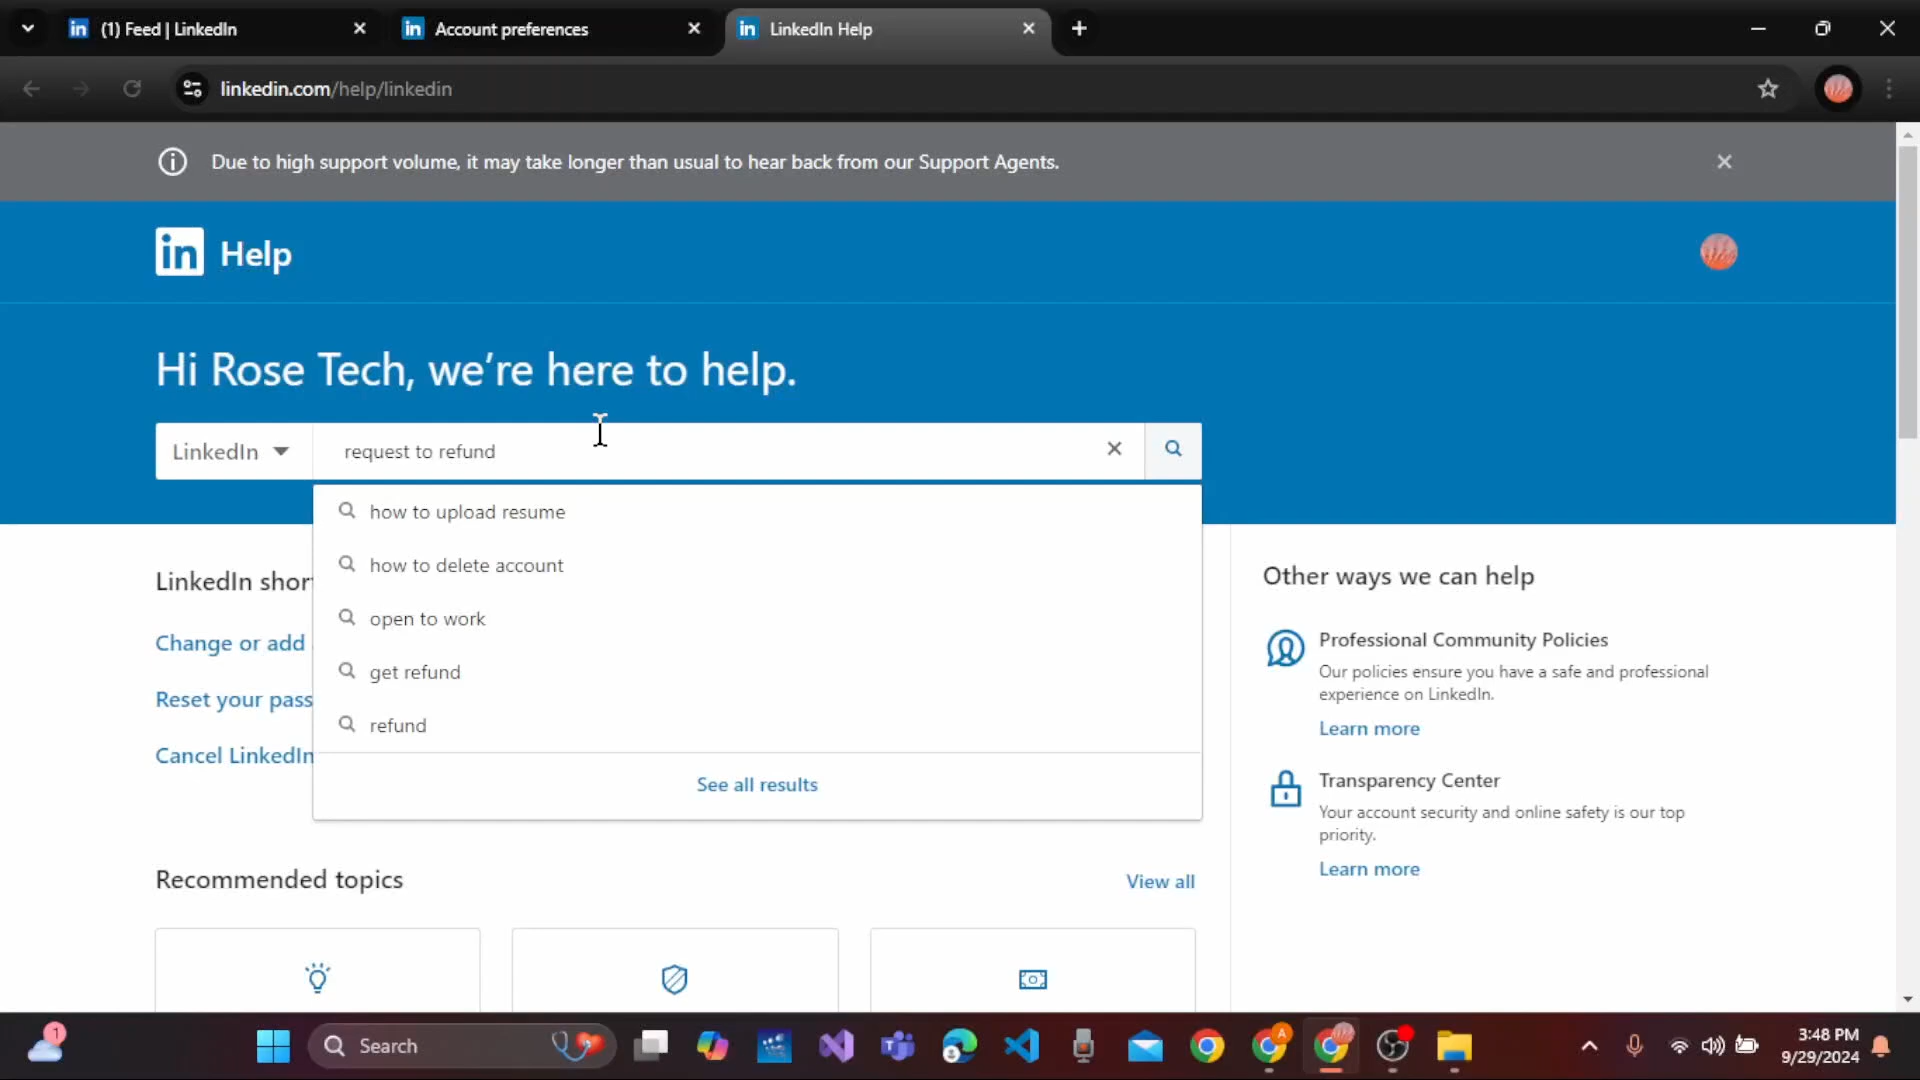 (1) Feed | LinkedIn
Account preferences
LinkedIn Help
linkedin.com/help/linkedin
Due to high support volume, it may take longer than usual to hear back from our Support Agents.
in Help
Hi Rose Tech, we're here to help.
LinkedIn
request to refund
how to upload resume
how to delete account
open to work
get refund
refund
See all results
LinkedIn shor
Change or add
Reset your pass
Cancel LinkedIn
Other ways we can help
Professional Community Policies
Our policies ensure you have a safe and professional
experience on LinkedIn.
Learn more
Transparency Center
Your account security and online safety is our top
priority.
Learn more
Recommended topics
View all
1
Search
A
3:48 PM
9/29/2024